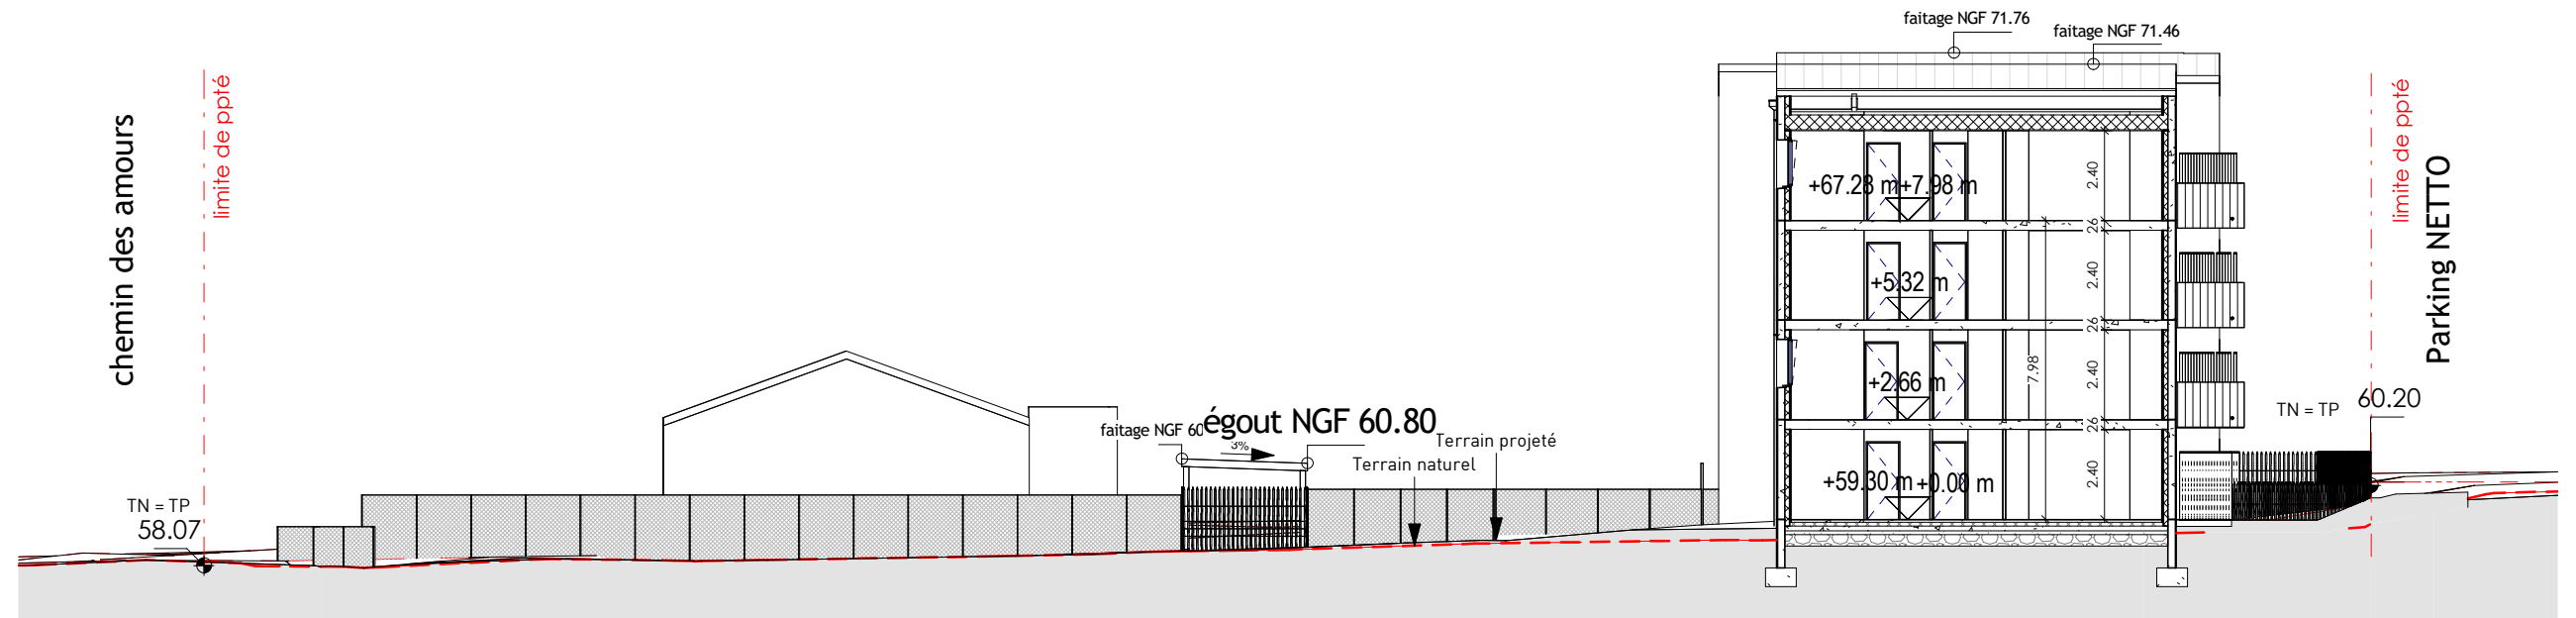 faitage NGF 71.76
faitage NGF 71.46
chemin des amours
limite de ppté
limite de ppté
Parking NETTO
2.40
+67.28 m+7.98 m
26
2.40
+5.32 m
26
7.98
2.40
+2.66 m
26
TN = TP
60.20
faitage NGF 60
égout NGF 60.80
3%
Terrain projeté
Terrain naturel
2.40
+59.30 m+0.00 m
TN = TP
58.07